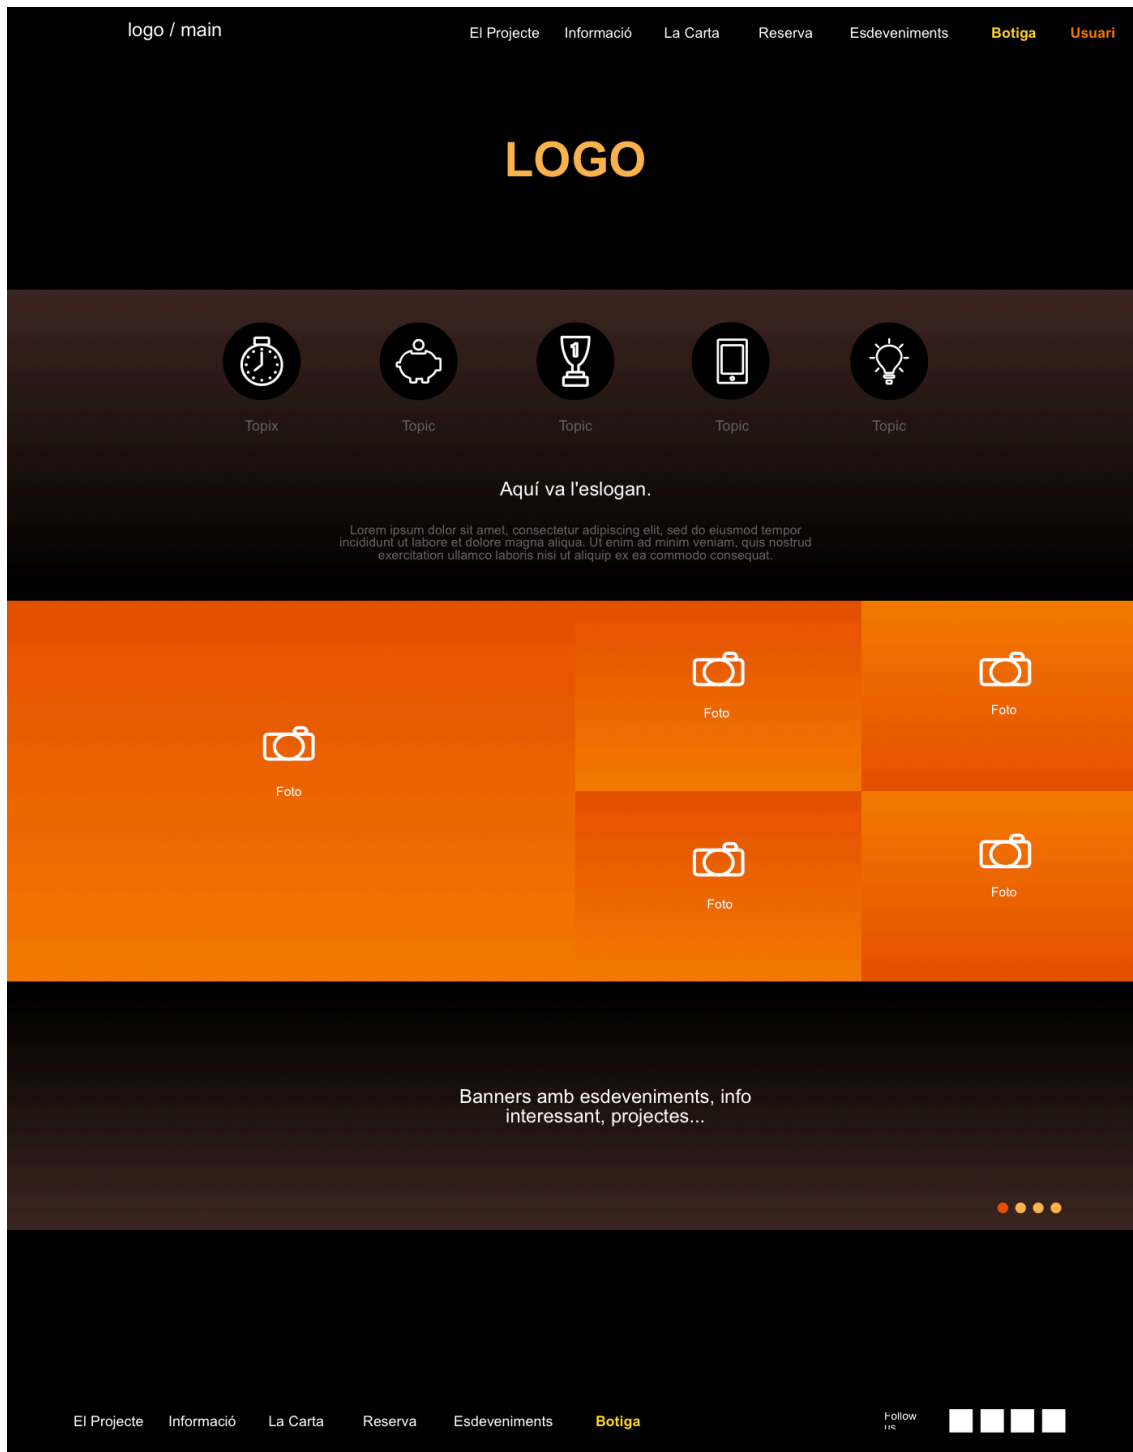 logo / main
El Projecte Informació La Carta Reserva Esdeveniments Botiga Usuari
LOGO
1
Topix Topic Topic Topic Topic
Aquí va l'eslogan.
Lorem ipsum dolor sit amet, consectetur adipiscing elit, sed do eiusmod tempor
incididunt ut labore et dolore magna aliqua. Ut enim ad minim veniam, quis nostrud
exercitation ullamco laboris nisi ut aliquip ex ea commodo consequat.
Foto
Foto
Foto
Foto
Foto
Banners amb esdeveniments, info
interessant, projectes...
El Projecte Informació La Carta Reserva Esdeveniments Botiga
Follow
us